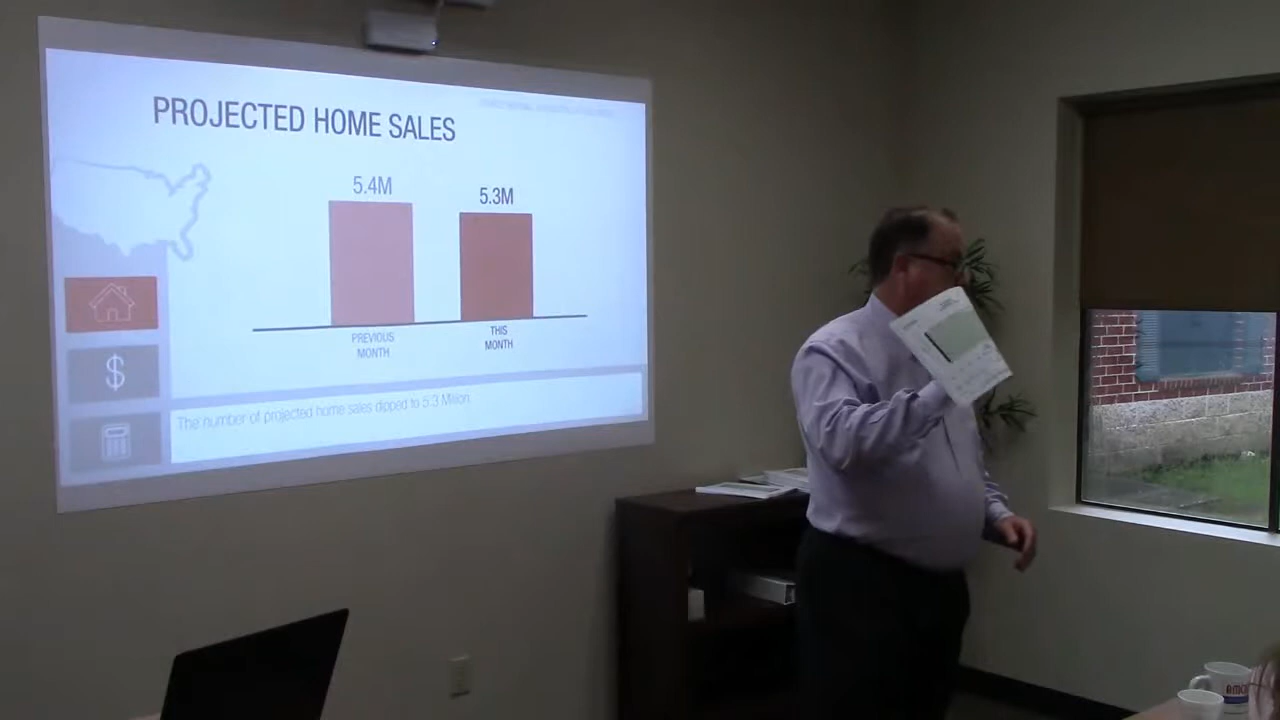 PROJECTED HOME SALES
5.4M
5.3M
PREVIOUS
MONTH
THIS
MONTH
$
The number of projected home sales dipped to 5.3 Million.